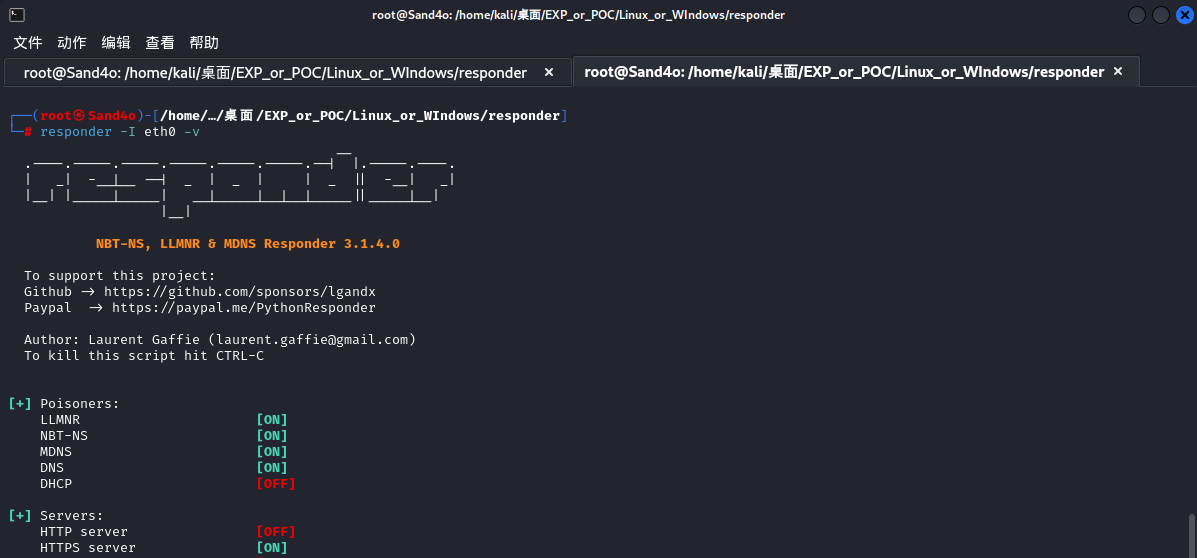 root@Sand4o: /home/kali/桌面/EXP_or_POC/Linux_or_WIndows/responder
文件 动作 编辑 查看 帮助
root@Sand4o: /home/kali/桌面/EXP_or_POC/Linux_or_WIndows/responder × root@Sand4o: /home/kali/桌面/EXP_or_POC/Linux_or_WIndows/responder ×
┌──(root㉿Sand4o)-[/home/…/桌面/EXP_or_POC/Linux_or_WIndows/responder]
└─# responder -I eth0 -v
NBT-NS, LLMNR & MDNS Responder 3.1.4.0
To support this project:
Github -> https://github.com/sponsors/lgandx
Paypal  -> https://paypal.me/PythonResponder
Author: Laurent Gaffie (laurent.gaffie@gmail.com)
To kill this script hit CTRL-C
[+] Poisoners:
LLMNR [ON]
NBT-NS [ON]
MDNS [ON]
DNS [ON]
DHCP [OFF]
[+] Servers:
HTTP server [OFF]
HTTPS server [ON]